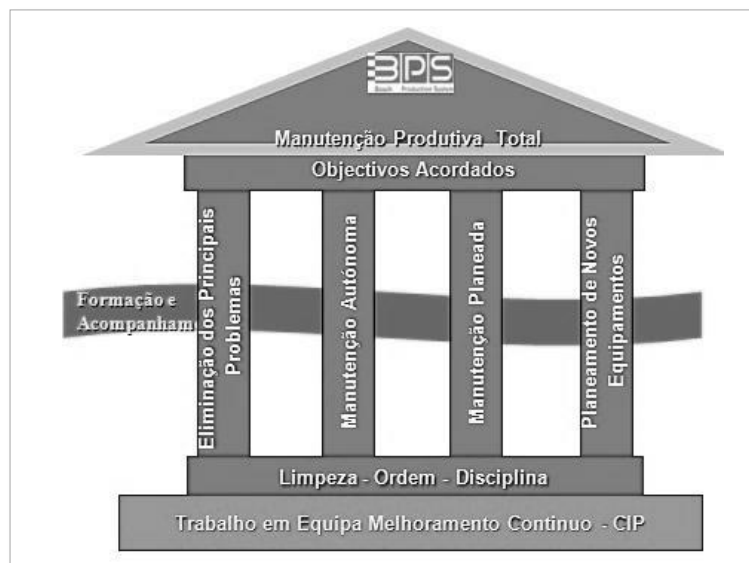 BPS
Bosch Production System
Manutenção Produtiva Total
Objectivos Acordados
Formação e
Acompanham
Eliminação dos Principais
Problemas
Manutenção Autónoma
Manutenção Planeada
Planeamento de Novos
Equipamentos
Limpeza - Ordem - Disciplina
Trabalho em Equipa Melhoramento Continuo - CIP